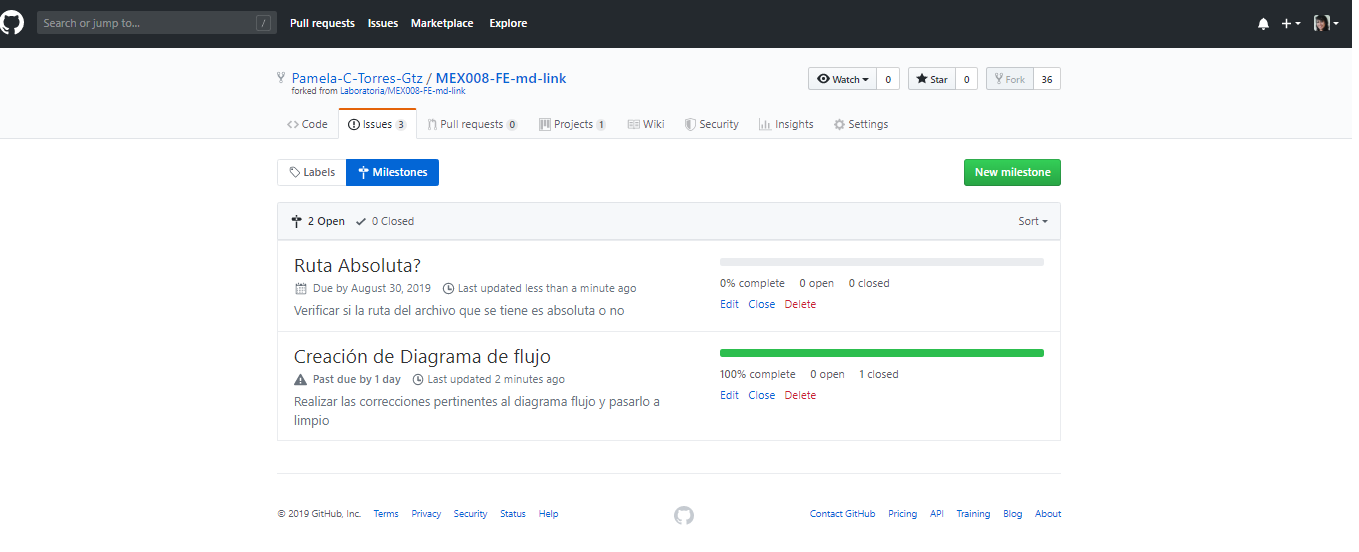 Search or jump to... /
Pull requests Issues Marketplace Explore
Pamela-C-Torres-Gtz / MEX008-FE-md-link
forked from Laboratoria/MEX008-FE-md-link
Watch 0 Star 0 Fork 36
Code Issues 3 Pull requests 0 Projects 1 Wiki Security Insights Settings
Labels Milestones
New milestone
2 Open 0 Closed
Sort
Ruta Absoluta?
Due by August 30, 2019 Last updated less than a minute ago
Verificar si la ruta del archivo que se tiene es absoluta o no
0% complete 0 open 0 closed
Edit Close Delete
Creación de Diagrama de flujo
Past due by 1 day Last updated 2 minutes ago
Realizar las correcciones pertinentes al diagrama flujo y pasarlo a
limpio
100% complete 0 open 1 closed
Edit Close Delete
© 2019 GitHub, Inc. Terms Privacy Security Status Help
Contact GitHub Pricing API Training Blog About